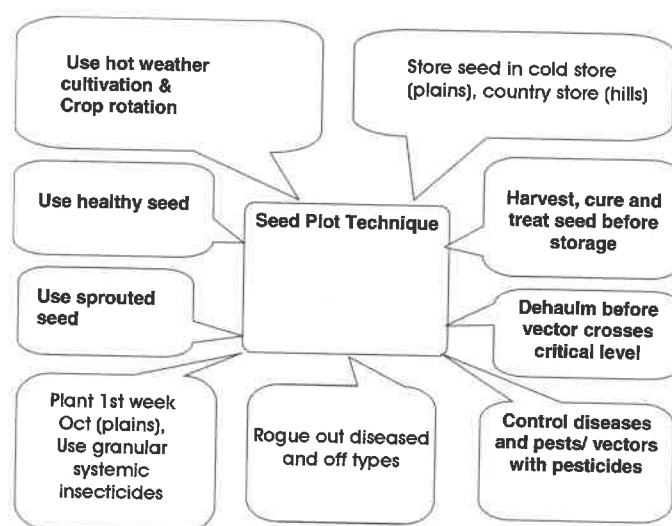 Use hot weather
cultivation &
Crop rotation
Store seed in cold store
(plains), country store (hills)
Use healthy seed
Seed Plot Technique
Harvest, cure and
treat seed before
storage
Use sprouted
seed
Dehaulm before
vector crosses
critical level
Plant 1st week
Oct (plains),
Use granular
systemic
insecticides
Rogue out diseased
and off types
Control diseases
and pests/ vectors
with pesticides